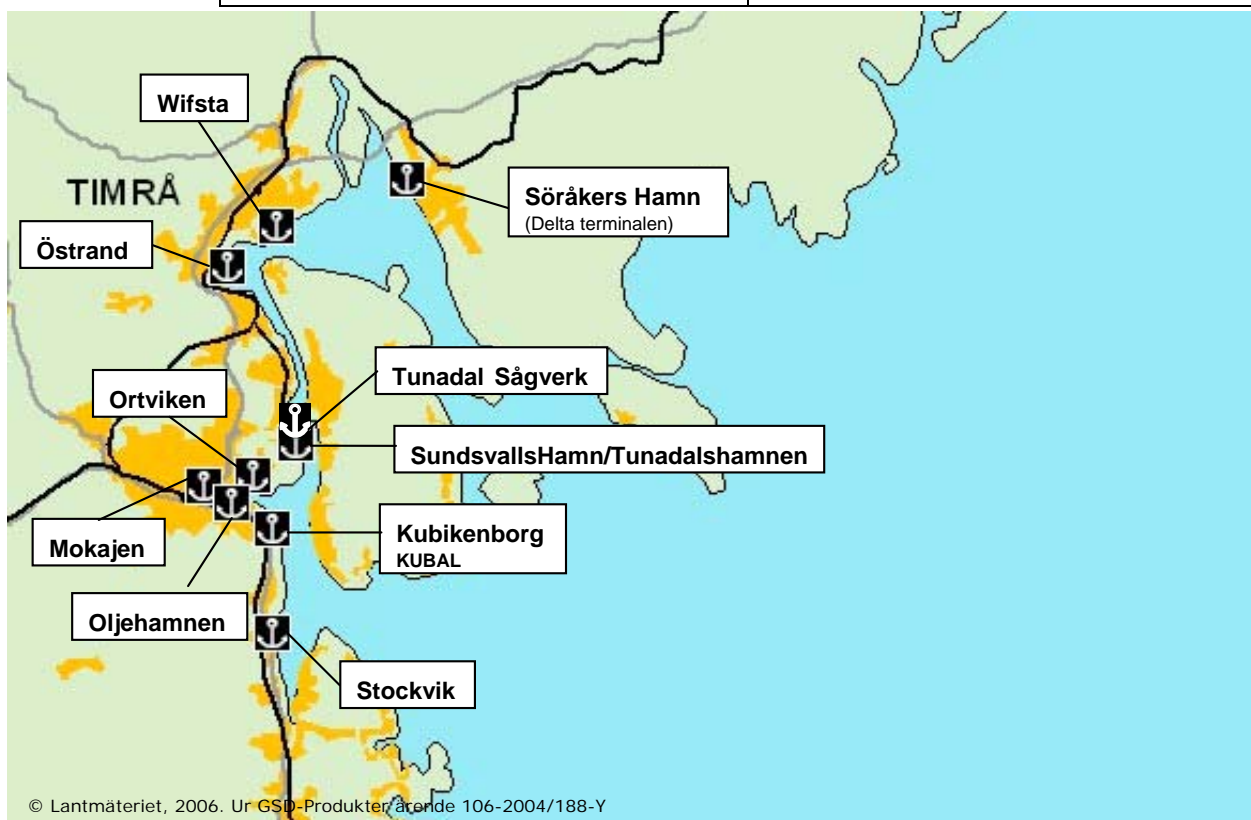 Wifsta
TIMRÅ
Söråkers Hamn
(Delta terminalen)
Östrand
Tunadal Sågverk
Ortviken
SundsvallsHamn/Tunadalshamnen
Mokajen
Kubikenborg
KUBAL
Oljehamnen
Stockvik
© Lantmäteriet, 2006. Ur GSD-Produkter ärende 106-2004/188-Y